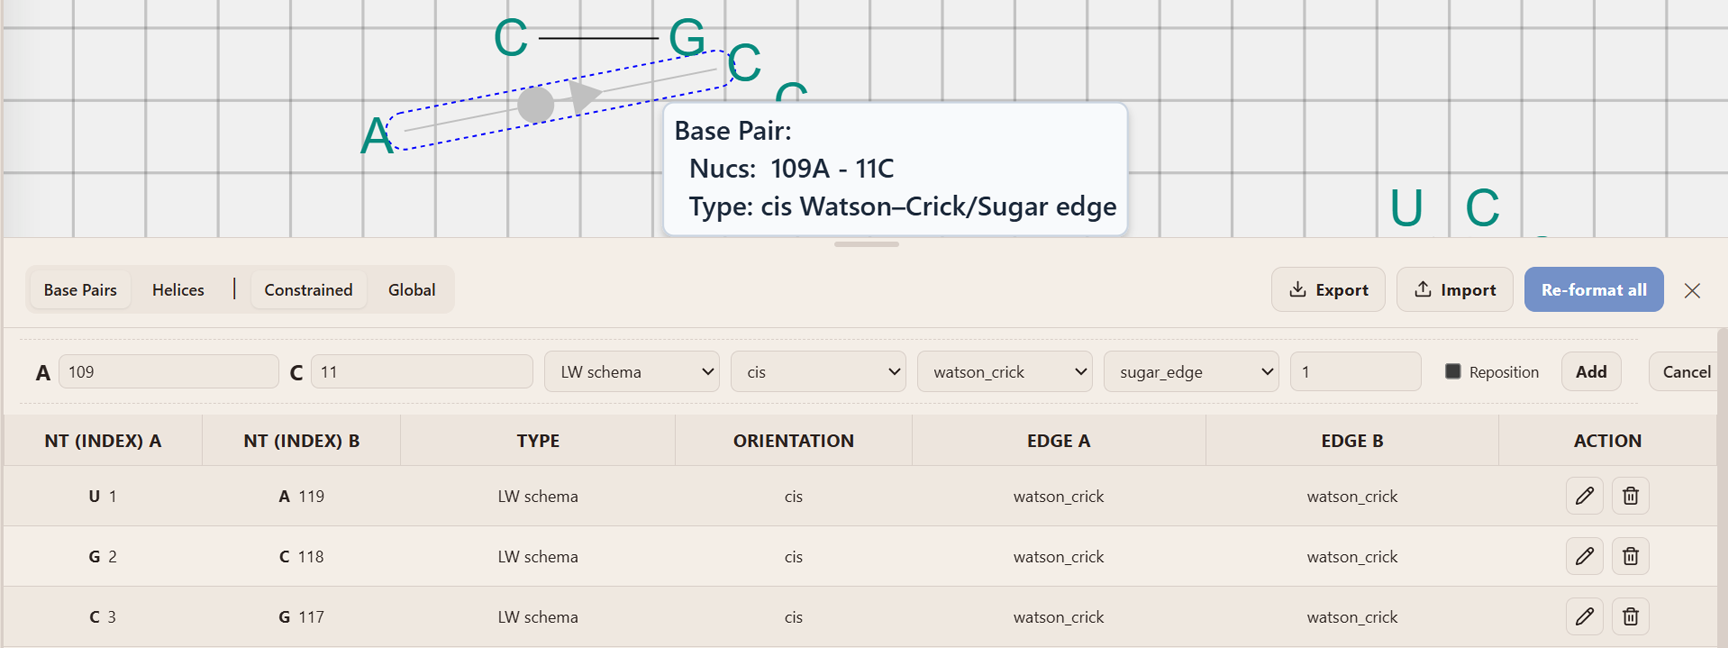 C G
C
C
A
Base Pair:
Nucs: 109A - 11C
Type: cis Watson–Crick/Sugar edge
U C
Base Pairs Helices | Constrained Global Export Import Re-format all
A 109 C 11 LW schema cis watson_crick sugar_edge 1 Reposition Add Cancel
NT (INDEX) A NT (INDEX) B TYPE ORIENTATION EDGE A EDGE B ACTION
U 1 A 119 LW schema cis watson_crick watson_crick
G 2 C 118 LW schema cis watson_crick watson_crick
C 3 G 117 LW schema cis watson_crick watson_crick